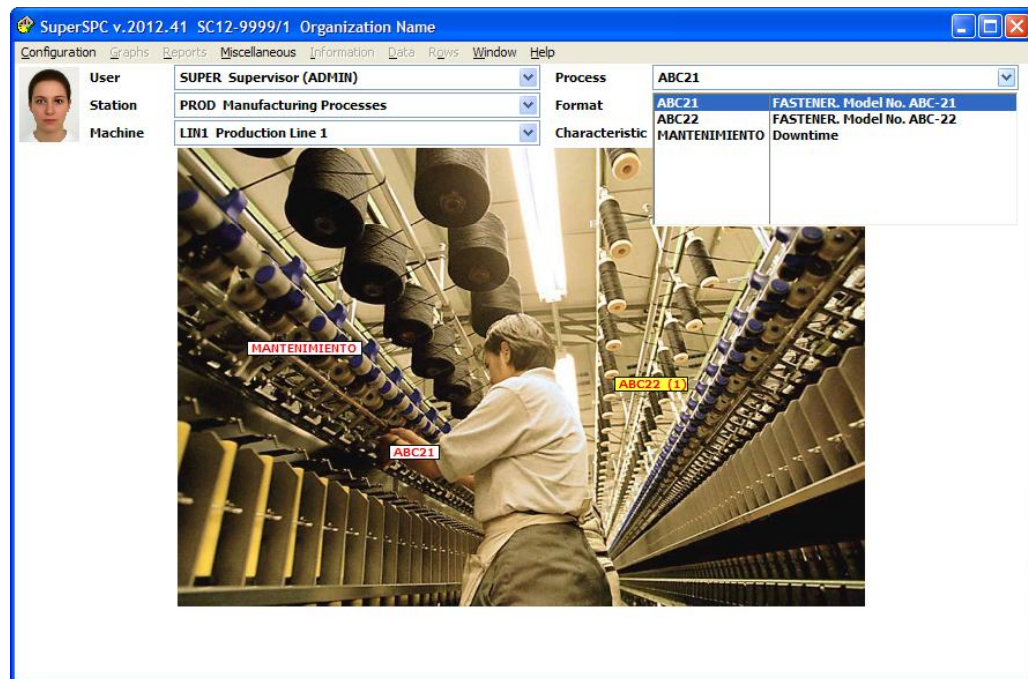 SuperSPC v.2012.41 SC12-9999/1 Organization Name
Configuration Graphs Reports Miscellaneous Information Data Rows Window Help
User SUPER Supervisor (ADMIN) Process ABC21
Station PROD Manufacturing Processes Format
Machine LIN1 Production Line 1 Characteristic
ABC21 FASTENER. Model No. ABC-21
ABC22 FASTENER. Model No. ABC-22
MANTENIMIENTO Downtime
MANTENIMIENTO
ABC22 (1)
ABC21